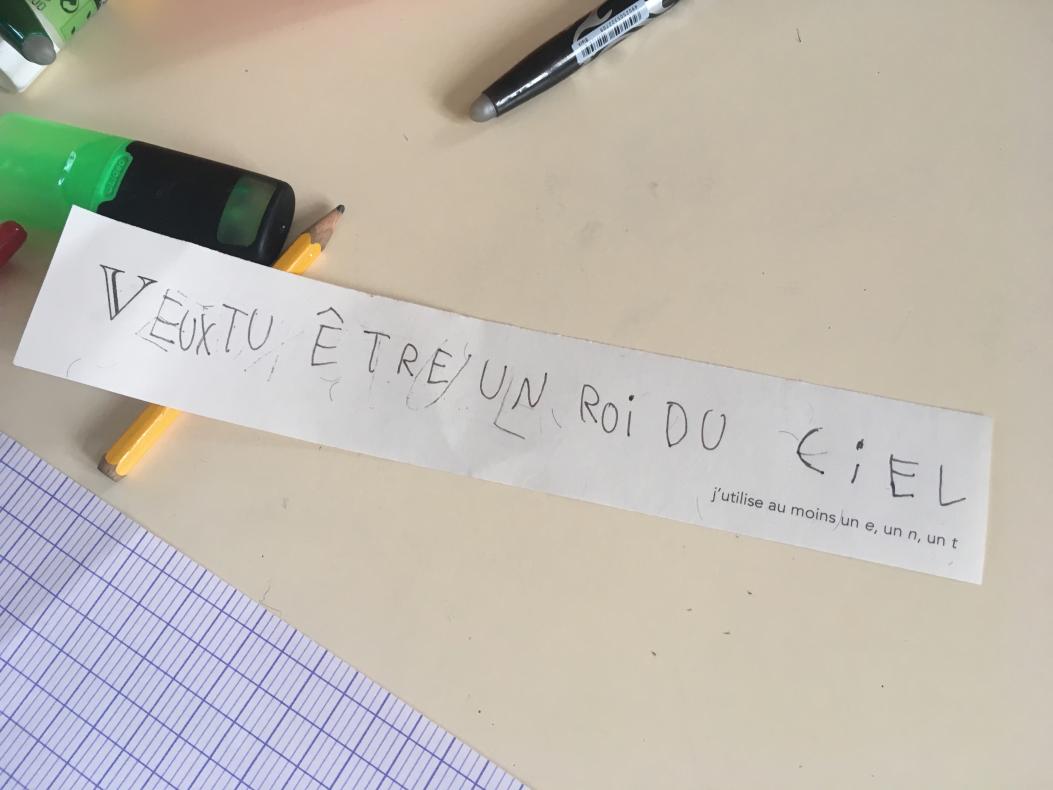 VEUXTU ÊTRE UN ROi DU CiEL
j'utilise au moins un e, un n, un t